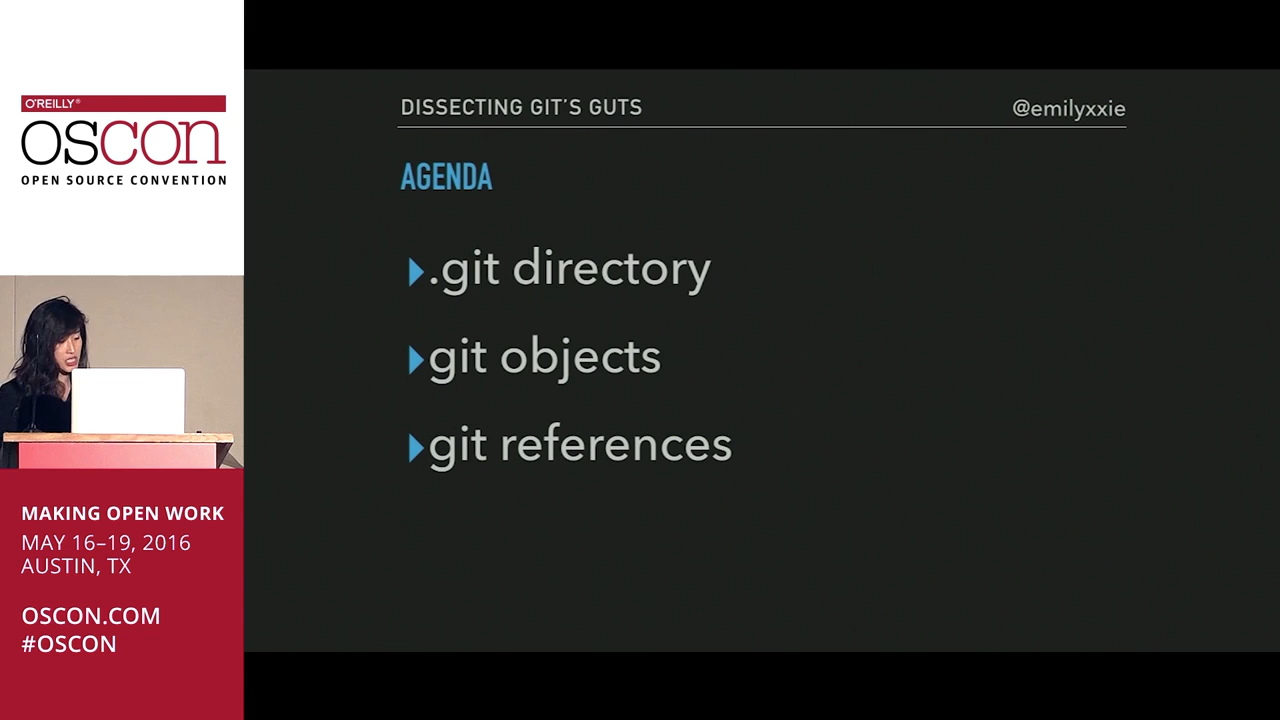 O'REILLY®
OSCON
OPEN SOURCE CONVENTION
MAKING OPEN WORK
MAY 16–19, 2016
AUSTIN, TX
OSCON.COM
#OSCON
DISSECTING GIT'S GUTS
@emilyxxie
AGENDA
.git directory
git objects
git references